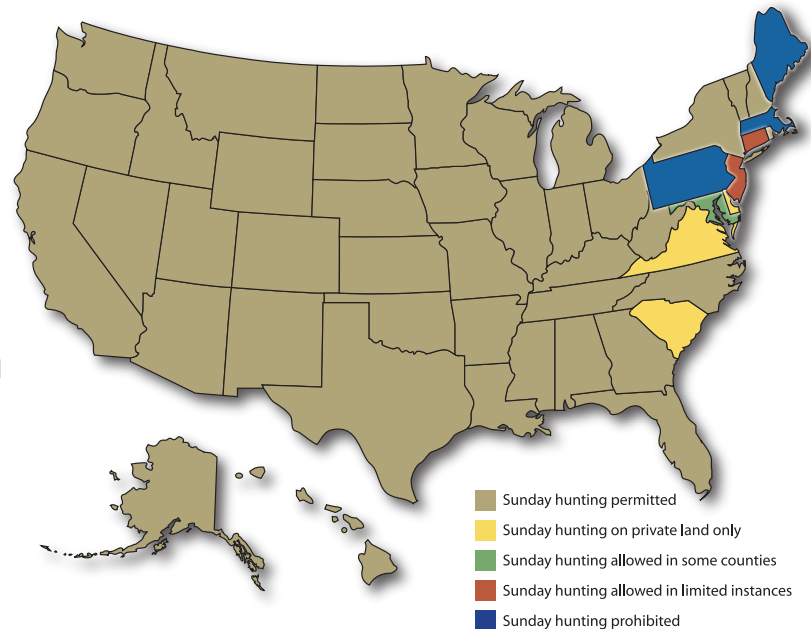 Sunday hunting permitted
Sunday hunting on private land only
Sunday hunting allowed in some counties
Sunday hunting allowed in limited instances
Sunday hunting prohibited